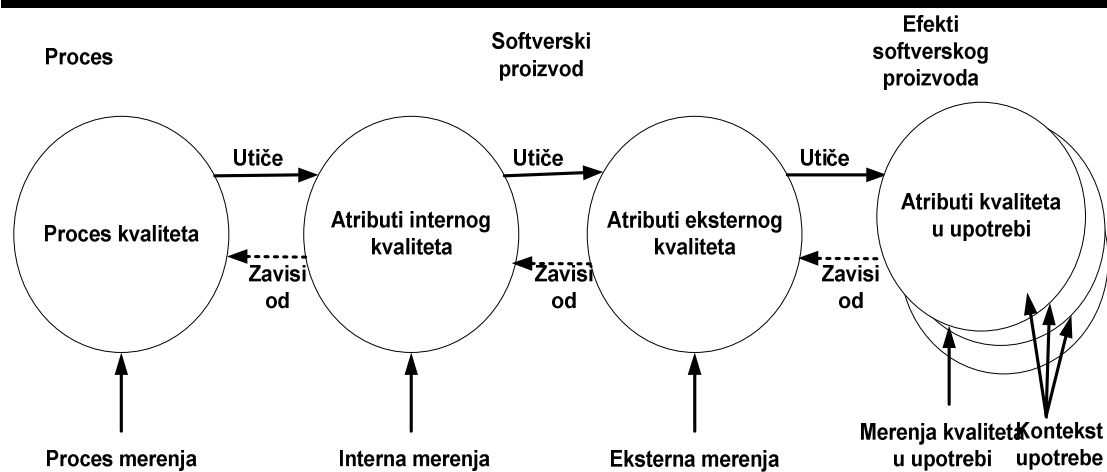 Proces
Softverski
proizvod
Efekti
softverskog
proizvoda
Utiče
Utiče
Utiče
Proces kvaliteta
Atributi internog
kvaliteta
Atributi eksternog
kvaliteta
Atributi kvaliteta
u upotrebi
Zavisi
od
Zavisi
od
Zavisi
od
Proces merenja
Interna merenja
Eksterna merenja
Merenja kvaliteta
u upotrebi
Kontekst
upotrebe